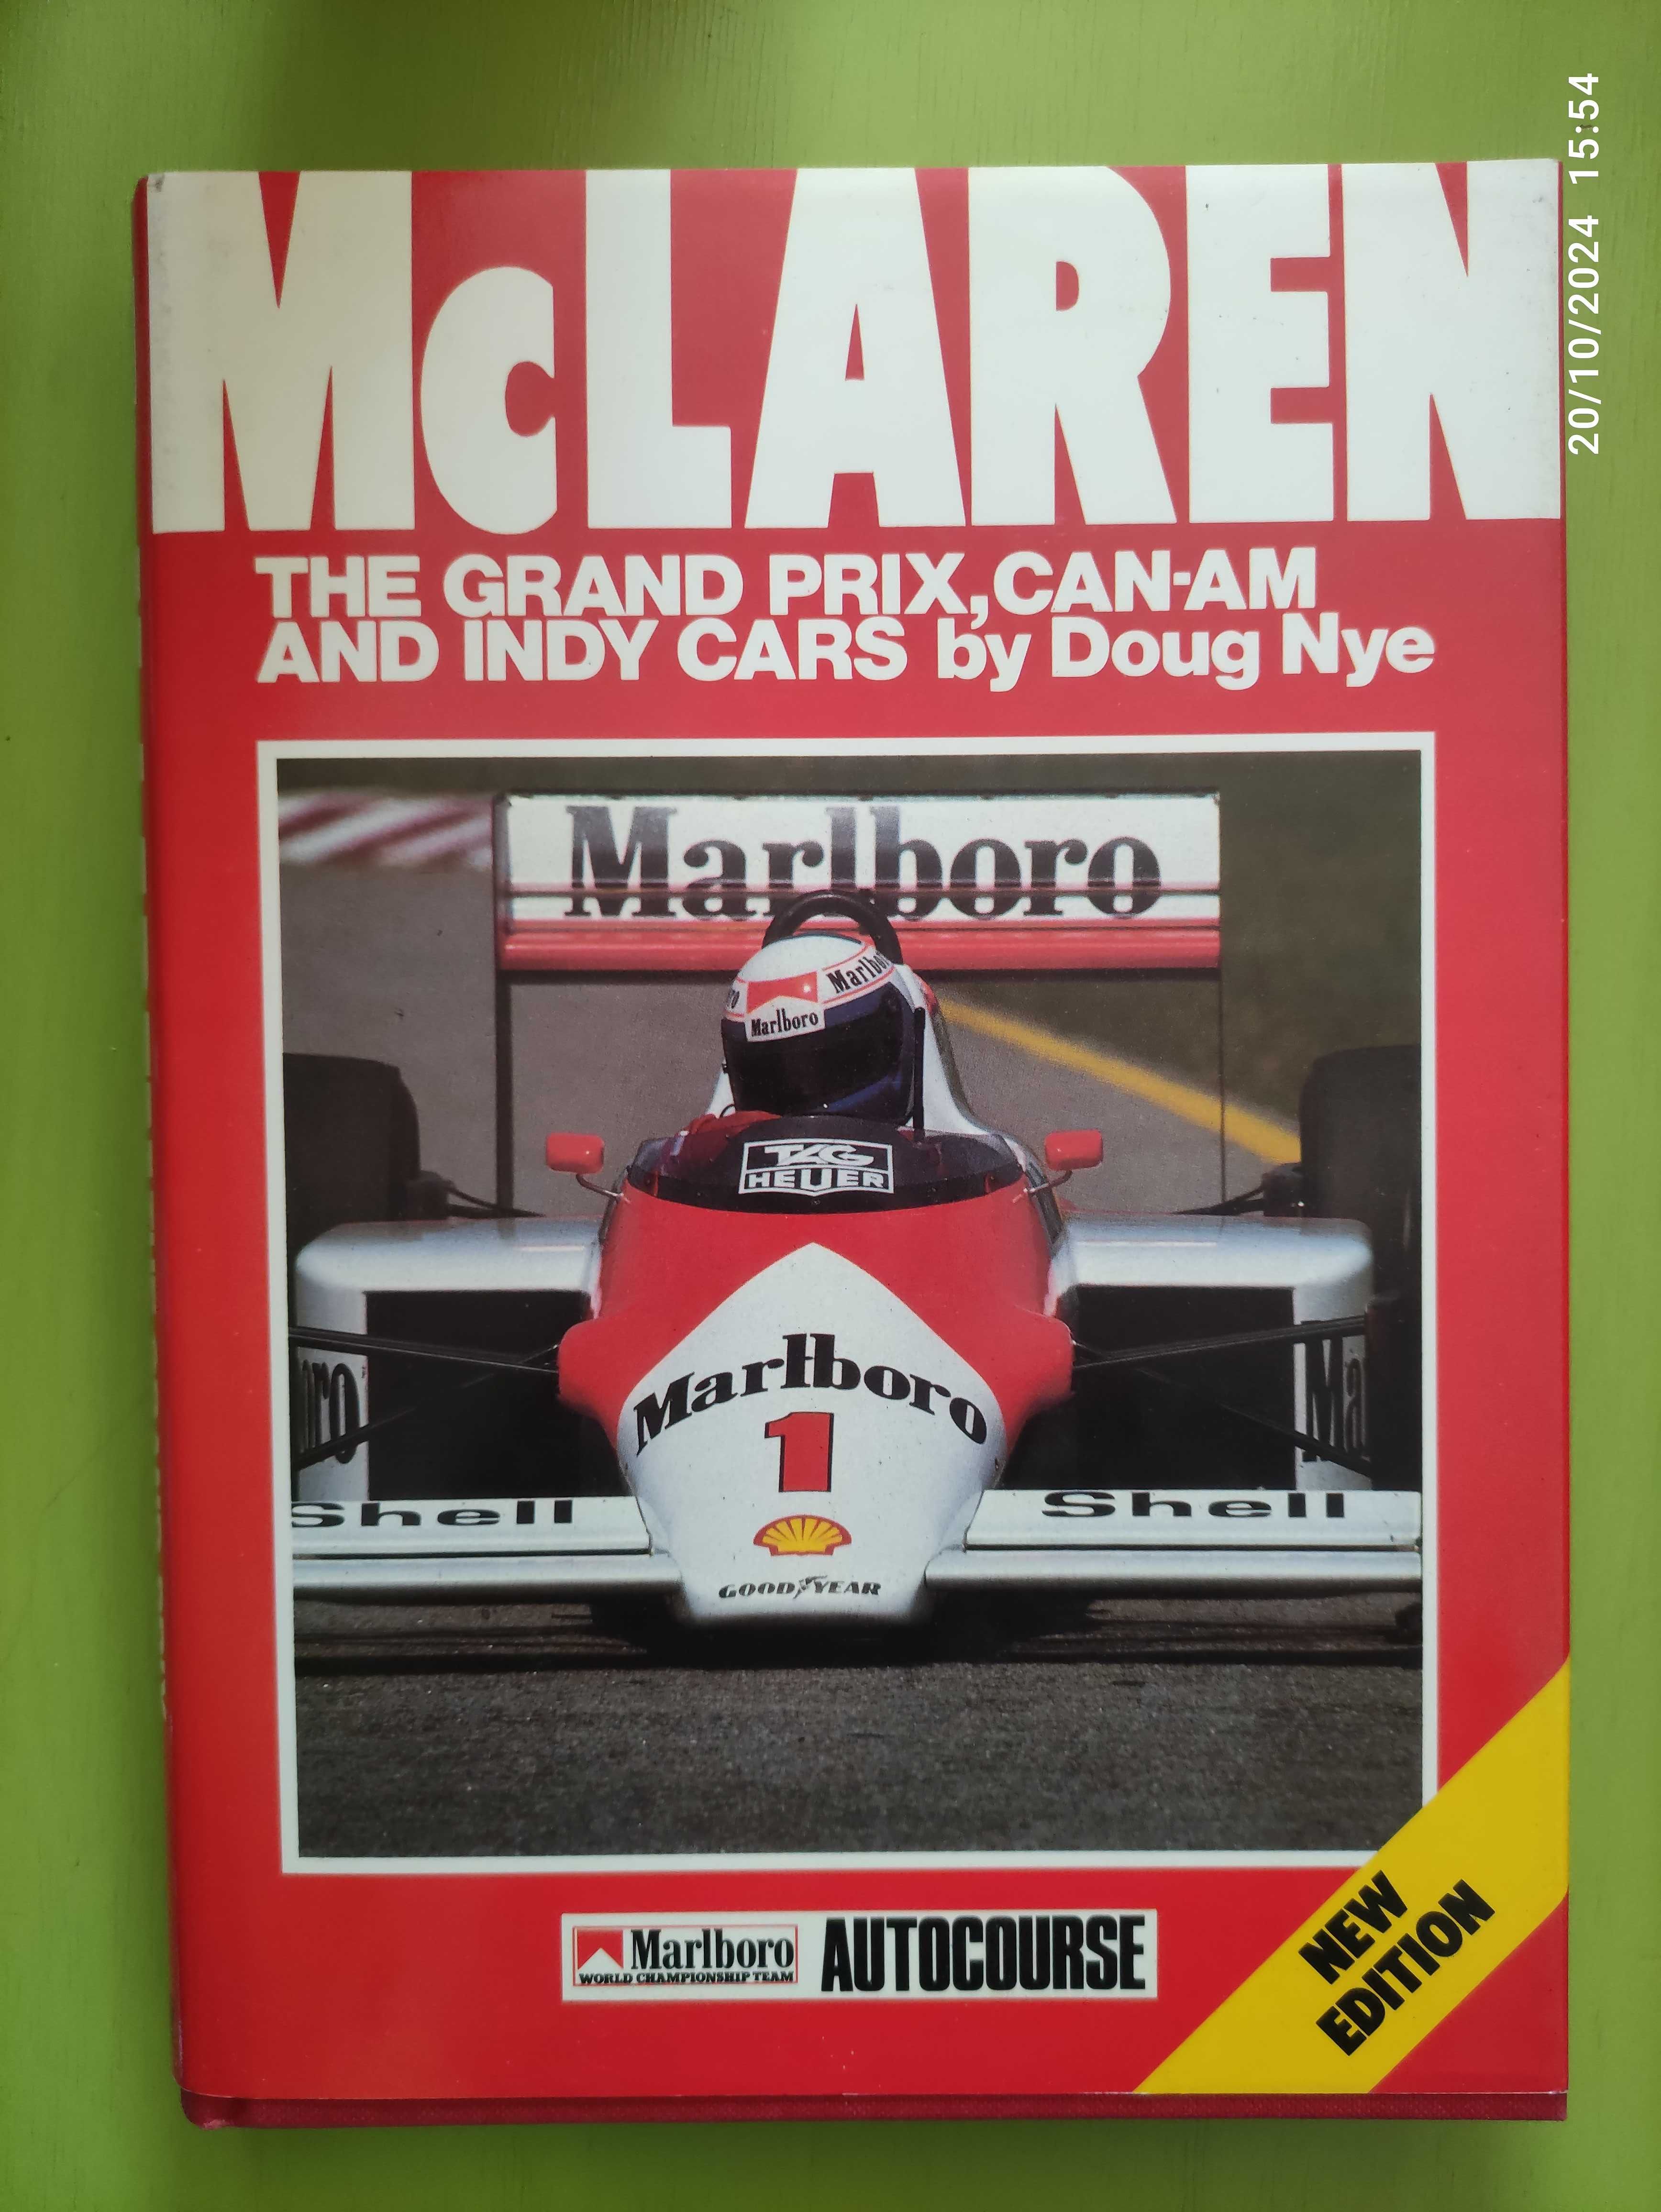 McLAREN
THE GRAND PRIX, CAN-AM
AND INDY CARS by Doug Nye
Marlboro
Marlboro
Marlboro
TAG
HEUER
Marlboro
1
Shell
Shell
GOODYEAR
Marlboro
WORLD CHAMPIONSHIP TEAM
AUTOCOURSE
NEW
EDITION
20/10/2024 15:54